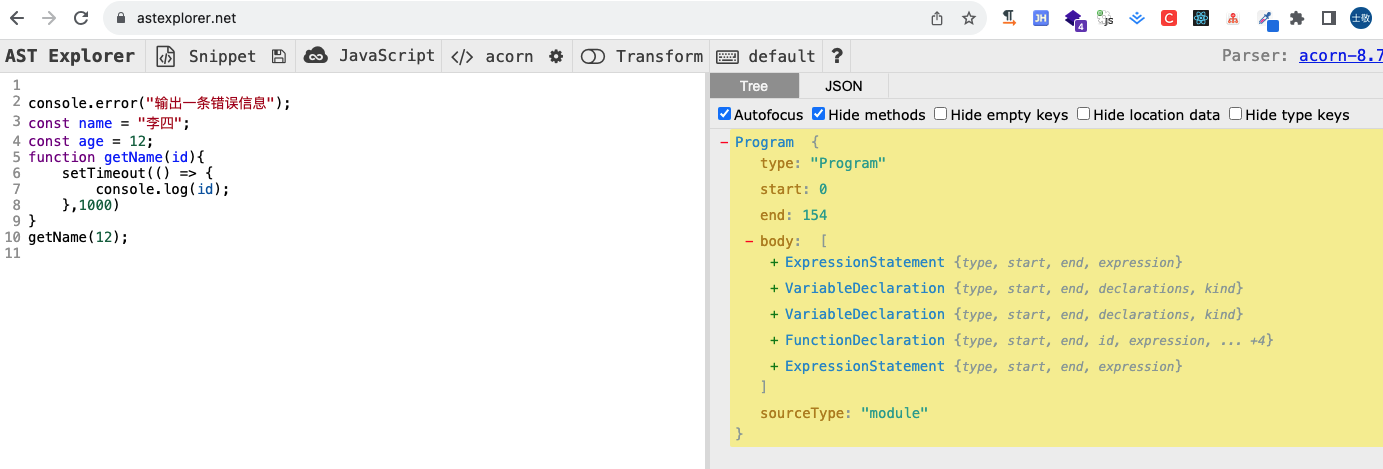 astexplorer.net
JH
4
JS
C
士敬
AST Explorer Snippet JavaScript </> acorn Transform default ? Parser: acorn-8.7
Tree JSON
Autofocus Hide methods Hide empty keys Hide location data Hide type keys
1
2 console.error("输出一条错误信息");
3 const name = "李四";
4 const age = 12;
5 function getName(id){
6 setTimeout(() => {
7 console.log(id);
8 },1000)
9 }
10 getName(12);
11
− Program {
type: "Program"
start: 0
end: 154
− body: [
+ ExpressionStatement {type, start, end, expression}
+ VariableDeclaration {type, start, end, declarations, kind}
+ VariableDeclaration {type, start, end, declarations, kind}
+ FunctionDeclaration {type, start, end, id, expression, ... +4}
+ ExpressionStatement {type, start, end, expression}
]
sourceType: "module"
}